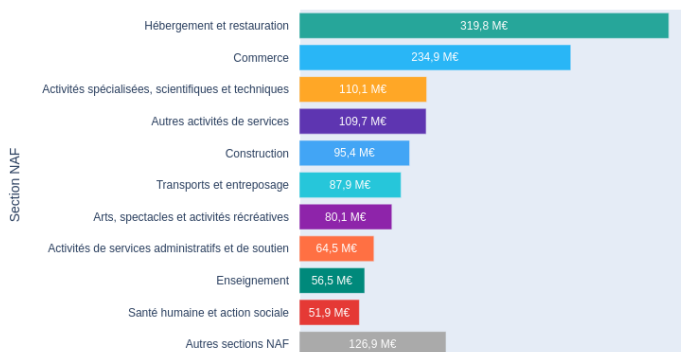 Hébergement et restauration 319,8 M€
Commerce 234,9 M€
Activités spécialisées, scientifiques et techniques 110,1 M€
Autres activités de services 109,7 M€
Construction 95,4 M€
Transports et entreposage 87,9 M€
Arts, spectacles et activités récréatives 80,1 M€
Activités de services administratifs et de soutien 64,5 M€
Enseignement 56,5 M€
Santé humaine et action sociale 51,9 M€
Autres sections NAF 126,9 M€
Section NAF